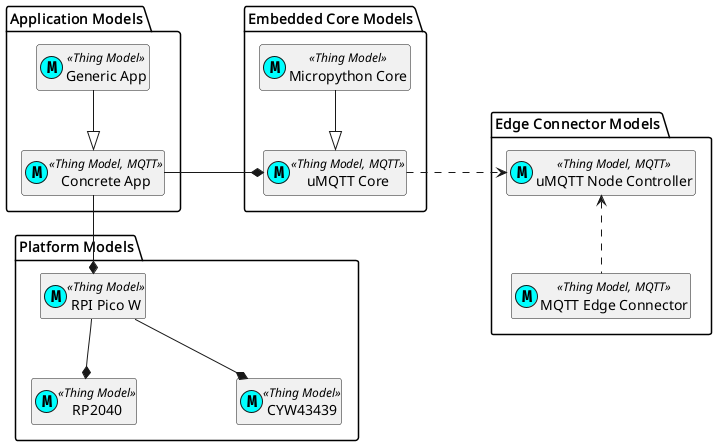 Application Models
M
«Thing Model»
Generic App
M
«Thing Model, MQTT»
Concrete App
Embedded Core Models
M
«Thing Model»
Micropython Core
M
«Thing Model, MQTT»
uMQTT Core
Edge Connector Models
M
«Thing Model, MQTT»
uMQTT Node Controller
M
«Thing Model, MQTT»
MQTT Edge Connector
Platform Models
M
«Thing Model»
RPI Pico W
M
«Thing Model»
RP2040
M
«Thing Model»
CYW43439